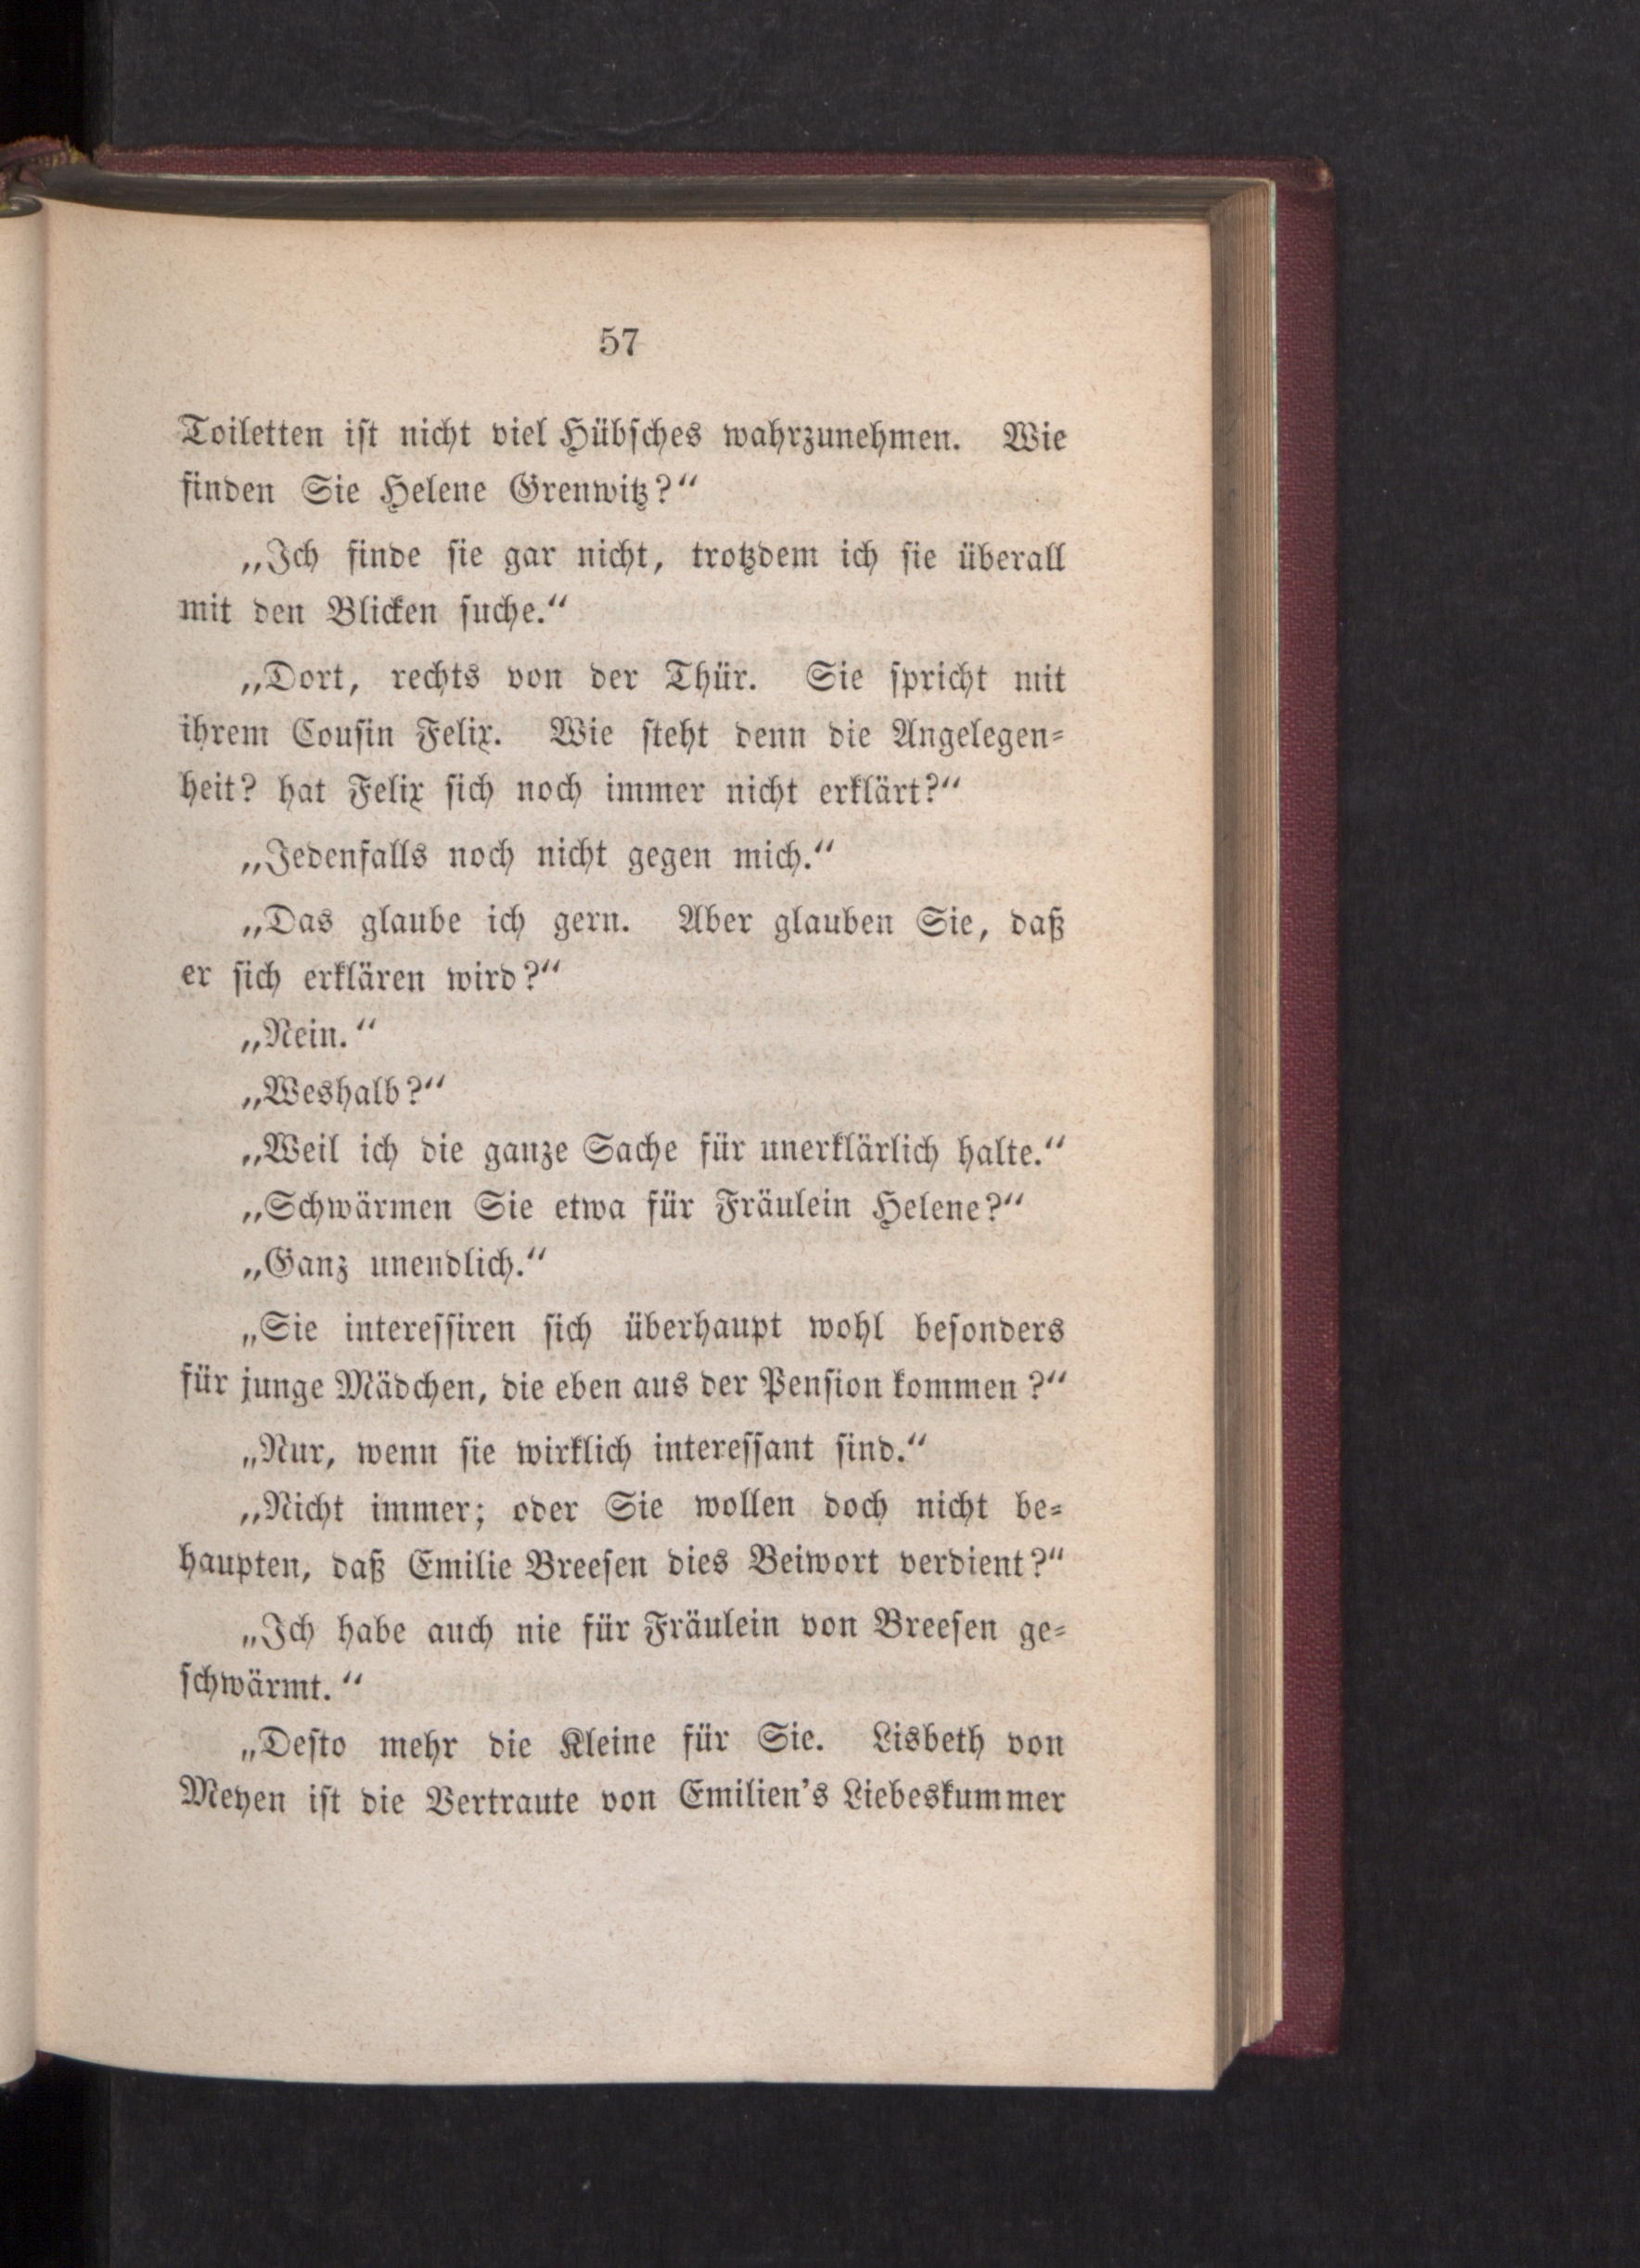 57
Toiletten ist nicht viel Hübsches wahrzunehmen. Wie
finden Sie Helene Grenwitz?“
„Ich finde sie gar nicht, trotzdem ich sie überall
mit den Blicken suche.“
„Dort, rechts von der Thür. Sie spricht mit
ihrem Cousin Felix. Wie steht denn die Angelegen-
heit? hat Felix sich noch immer nicht erklärt?“
„Jedenfalls noch nicht gegen mich.“
„Das glaube ich gern. Aber glauben Sie, daß
er sich erklären wird?“
„Nein.“
„Weshalb?“
„Weil ich die ganze Sache für unerklärlich halte.“
„Schwärmen Sie etwa für Fräulein Helene?“
„Ganz unendlich.“
„Sie interessiren sich überhaupt wohl besonders
für junge Mädchen, die eben aus der Pension kommen?“
„Nur, wenn sie wirklich interessant sind.“
„Nicht immer; oder Sie wollen doch nicht be-
haupten, daß Emilie Breesen dies Beiwort verdient?“
„Ich habe auch nie für Fräulein von Breesen ge-
schwärmt.“
„Desto mehr die Kleine für Sie. Lisbeth von
Meyen ist die Vertraute von Emilien's Liebeskummer